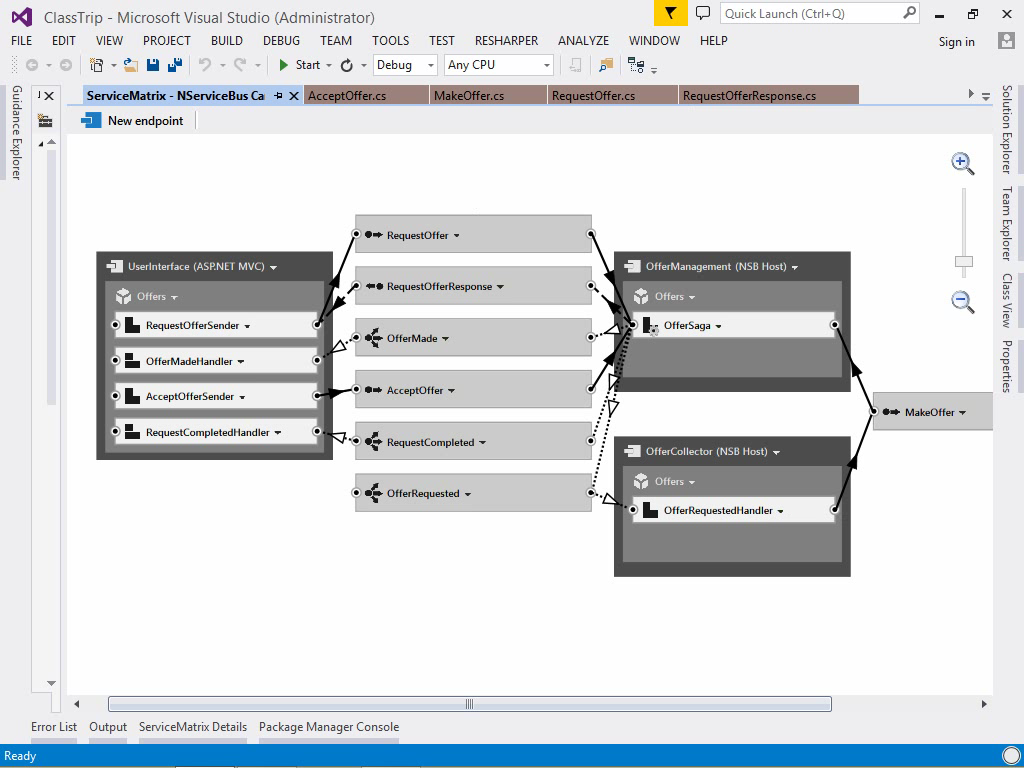 ClassTrip - Microsoft Visual Studio (Administrator)
Quick Launch (Ctrl+Q)
FILE EDIT VIEW PROJECT BUILD DEBUG TEAM TOOLS TEST RESHARPER ANALYZE WINDOW HELP
Sign in
Start Debug Any CPU
ServiceMatrix - NServiceBus Ca AcceptOffer.cs MakeOffer.cs RequestOffer.cs RequestOfferResponse.cs
New endpoint
Guidance Explorer
Solution Explorer
Team Explorer
Class View
Properties
UserInterface (ASP.NET MVC)
Offers
RequestOfferSender
OfferMadeHandler
AcceptOfferSender
RequestCompletedHandler
RequestOffer
RequestOfferResponse
OfferMade
AcceptOffer
RequestCompleted
OfferRequested
OfferManagement (NSB Host)
Offers
OfferSaga
OfferCollector (NSB Host)
Offers
OfferRequestedHandler
MakeOffer
Error List Output ServiceMatrix Details Package Manager Console
Ready